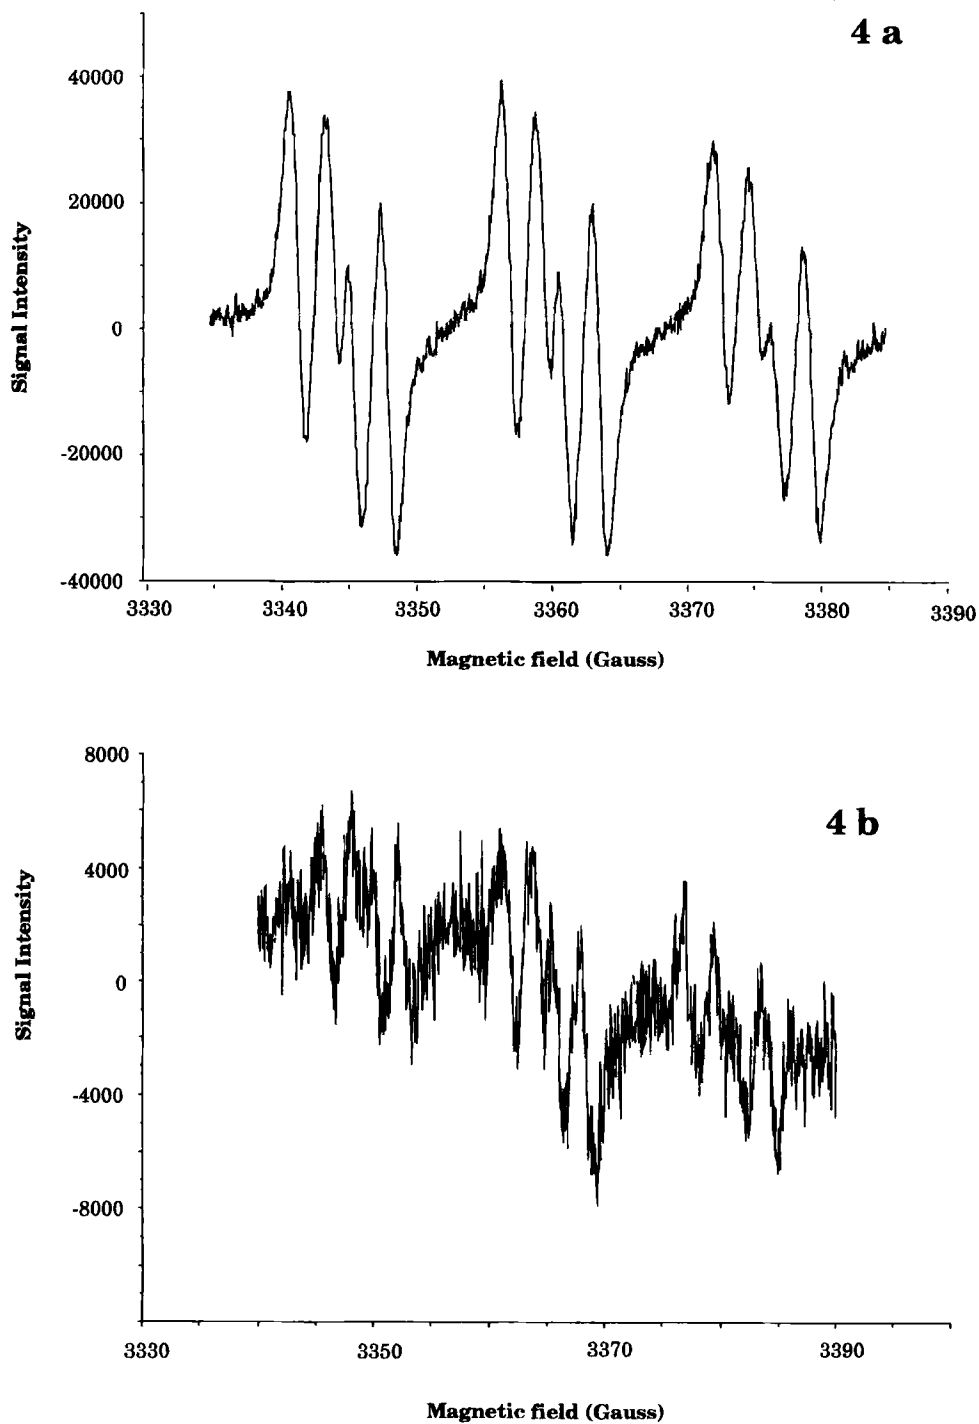 4 a
40000
20000
0
-20000
-40000
Signal Intensity
3330 3340 3350 3360 3370 3380 3390
Magnetic field (Gauss)
8000
4 b
4000
0
-4000
-8000
Signal Intensity
3330 3350 3370 3390
Magnetic field (Gauss)